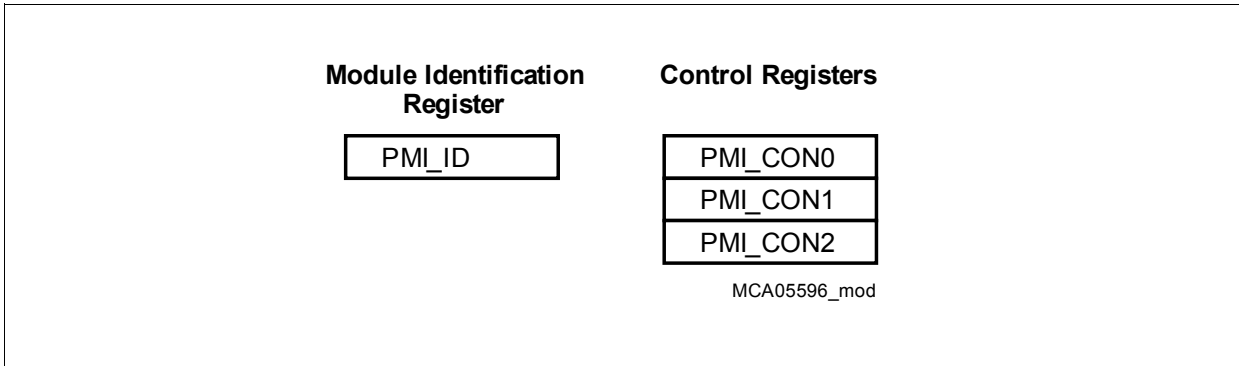 Module Identification
Register
PMI_ID
Control Registers
PMI_CON0
PMI_CON1
PMI_CON2
MCA05596_mod